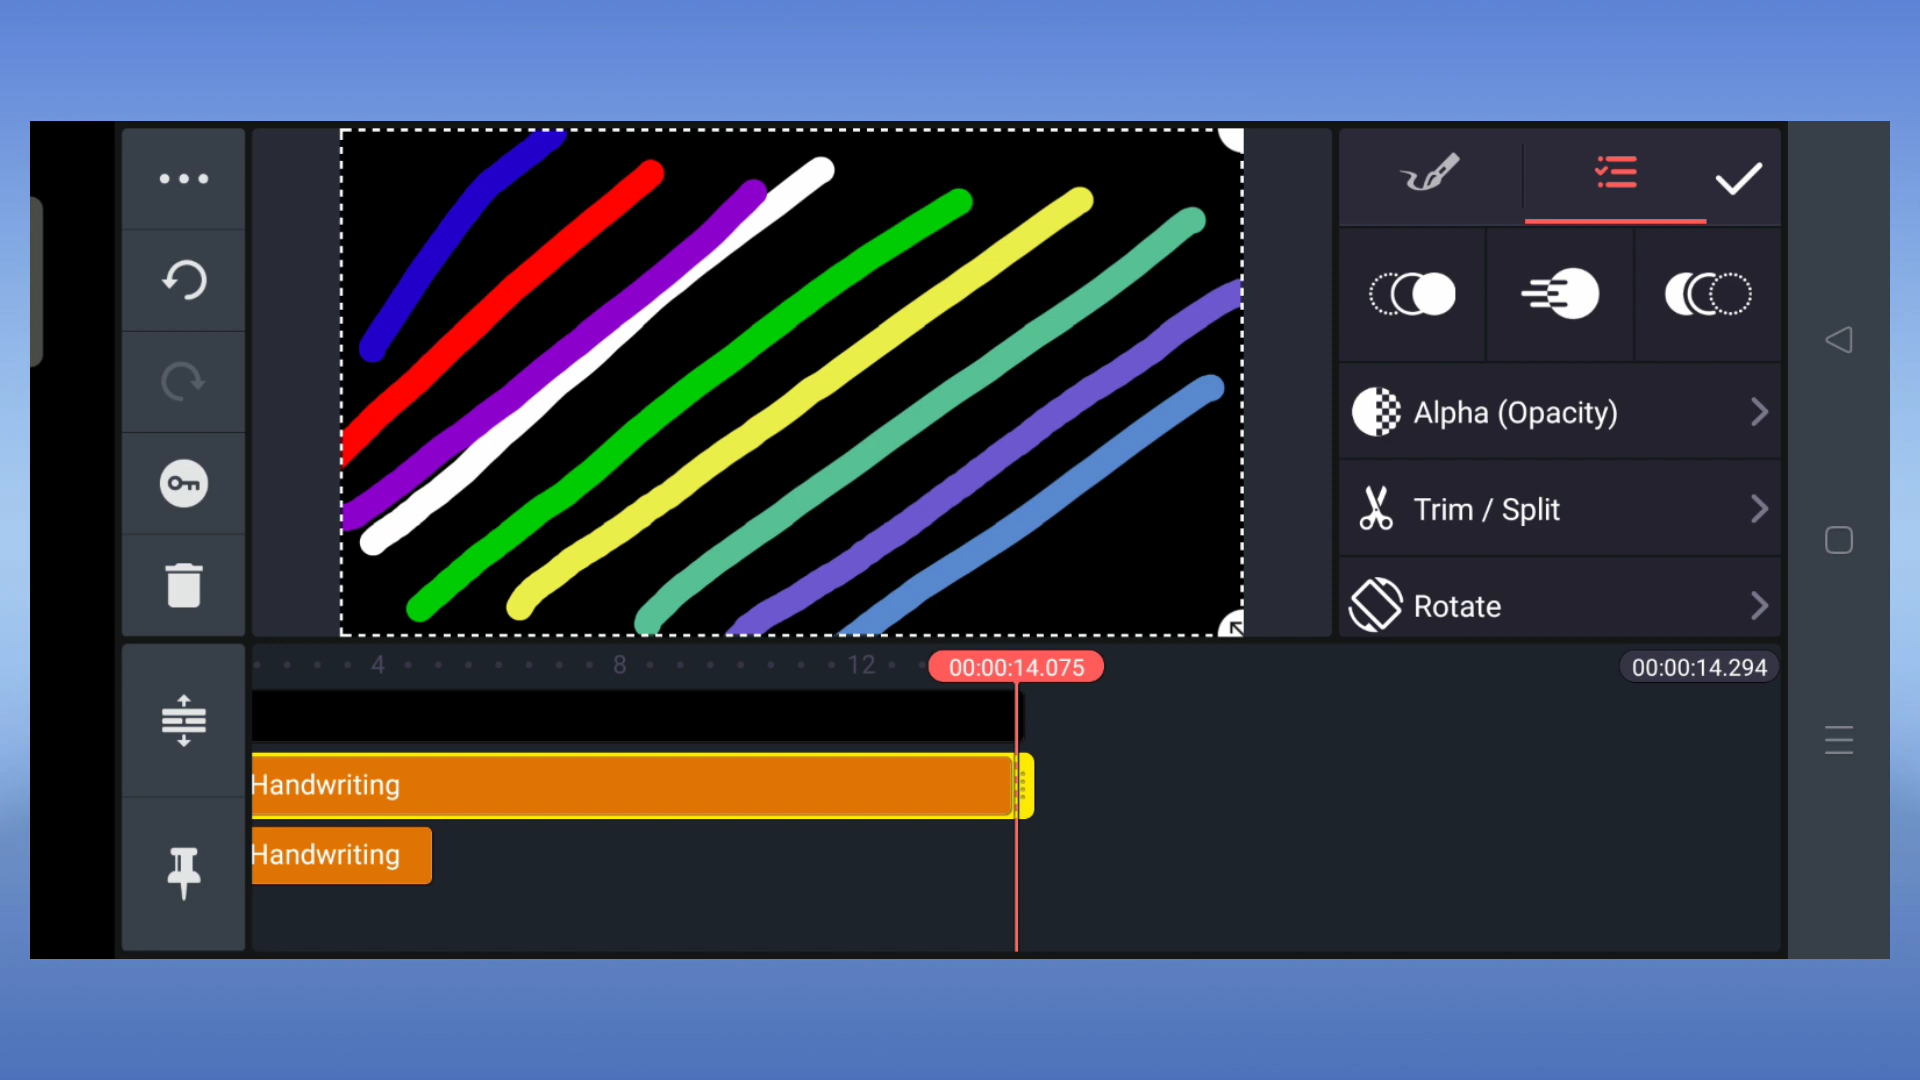 Alpha (Opacity)
Trim / Split
Rotate
4 8 12 00:00:14.075 00:00:14.294
Handwriting
Handwriting